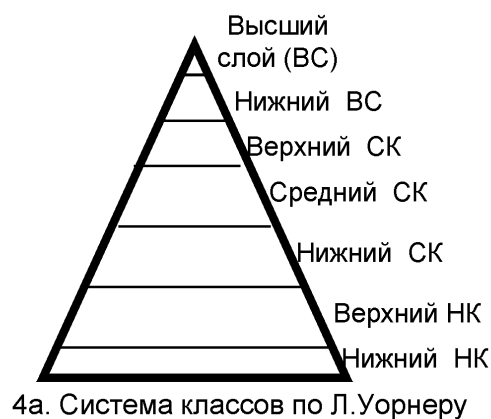 Высший
слой (ВС)
Нижний ВС
Верхний СК
Средний СК
Нижний СК
Верхний НК
Нижний НК
4а. Система классов по Л.Уорнеру